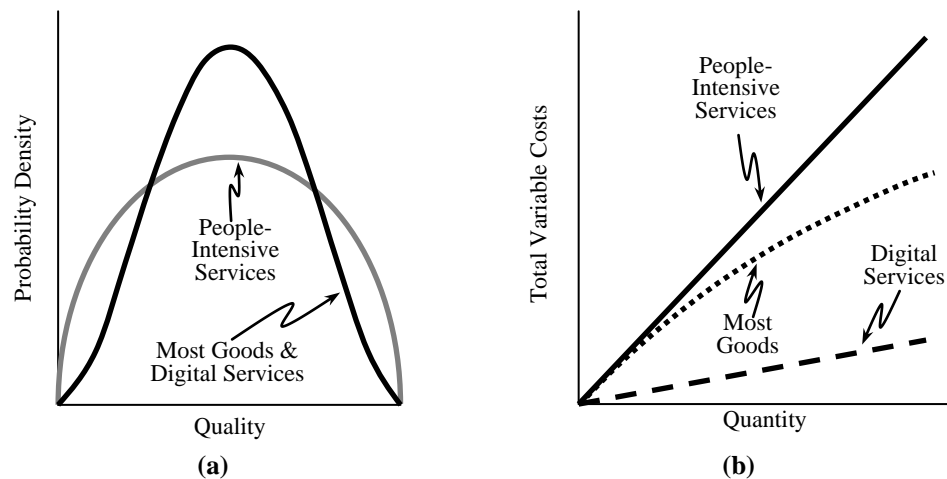 Probability Density
People-
Intensive
Services
Most Goods &
Digital Services
Quality
(a)
Total Variable Costs
People-
Intensive
Services
Digital
Services
Most
Goods
Quantity
(b)